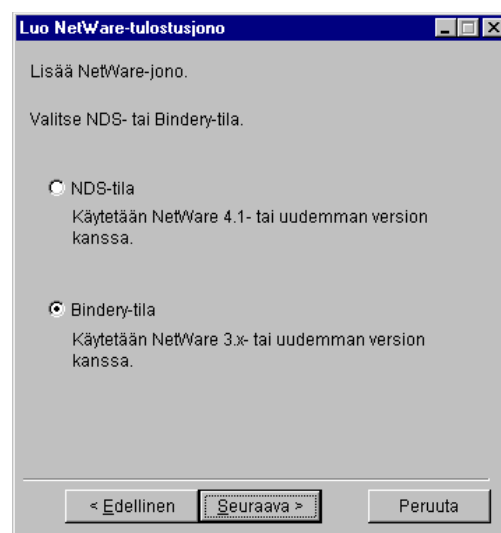 Luo NetWare-tulostusjono
Lisää NetWare-jono.
Valitse NDS- tai Bindery-tila.
NDS-tila
Käytetään NetWare 4.1- tai uudemman version
kanssa.
Bindery-tila
Käytetään NetWare 3.x- tai uudemman version
kanssa.
< Edellinen Seuraava > Peruuta